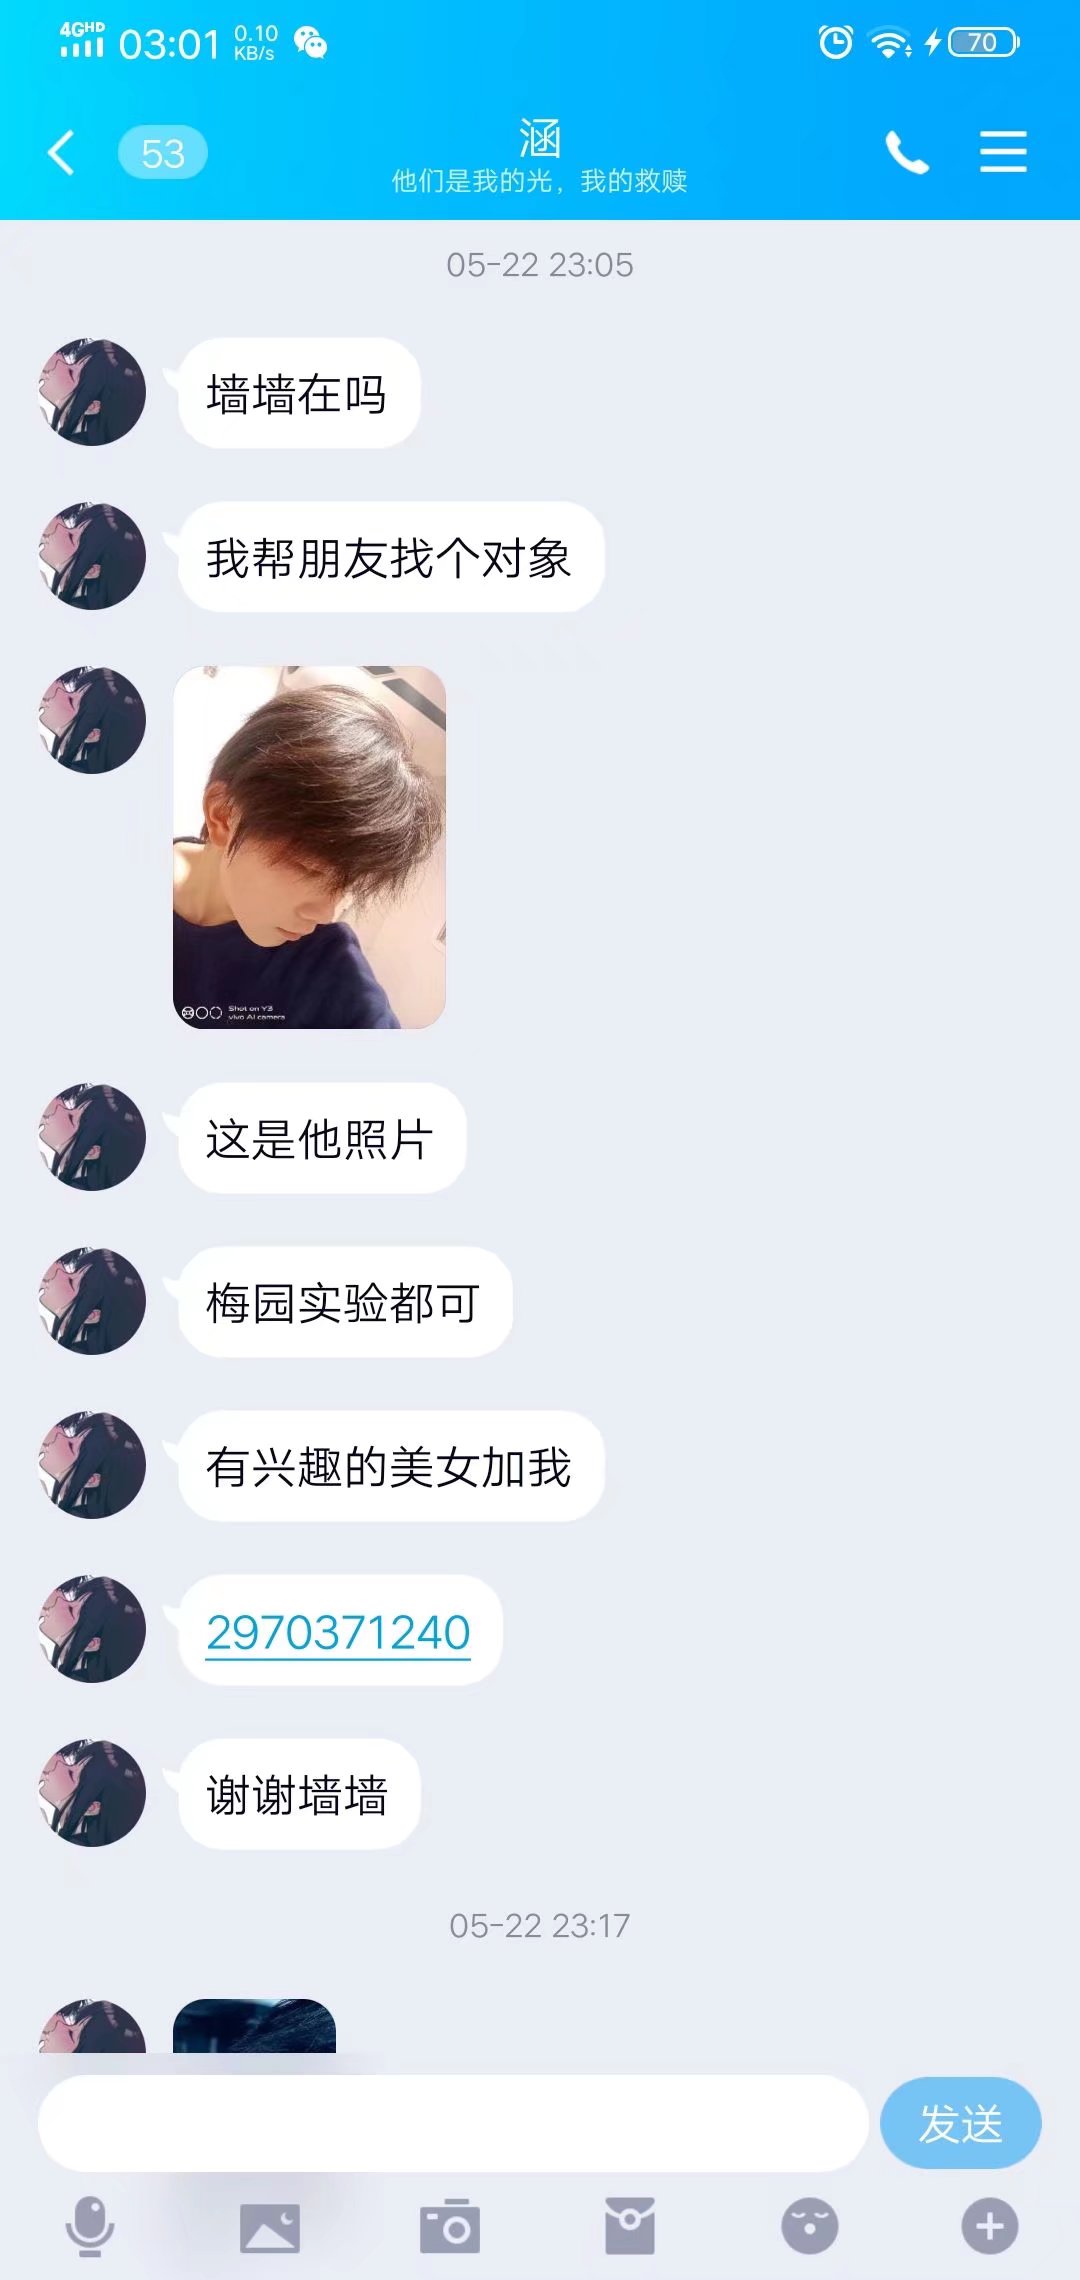 4GHD
03:01
0.10
KB/s
70
53
涵
他们是我的光，我的救赎
05-22 23:05
墙墙在吗
我帮朋友找个对象
Shot on Y3
vivo AI camera
这是他照片
梅园实验都可
有兴趣的美女加我
2970371240
谢谢墙墙
05-22 23:17
发送